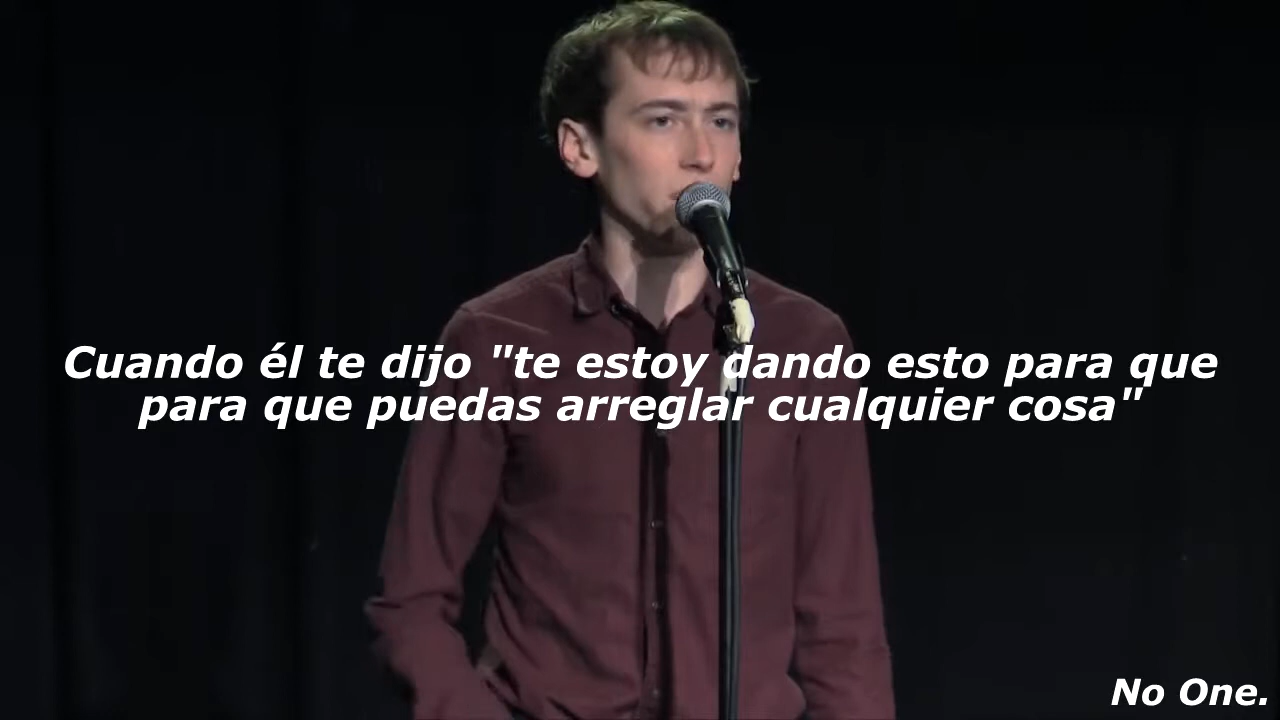 Cuando él te dijo "te estoy dando esto para que
para que puedas arreglar cualquier cosa"
No One.